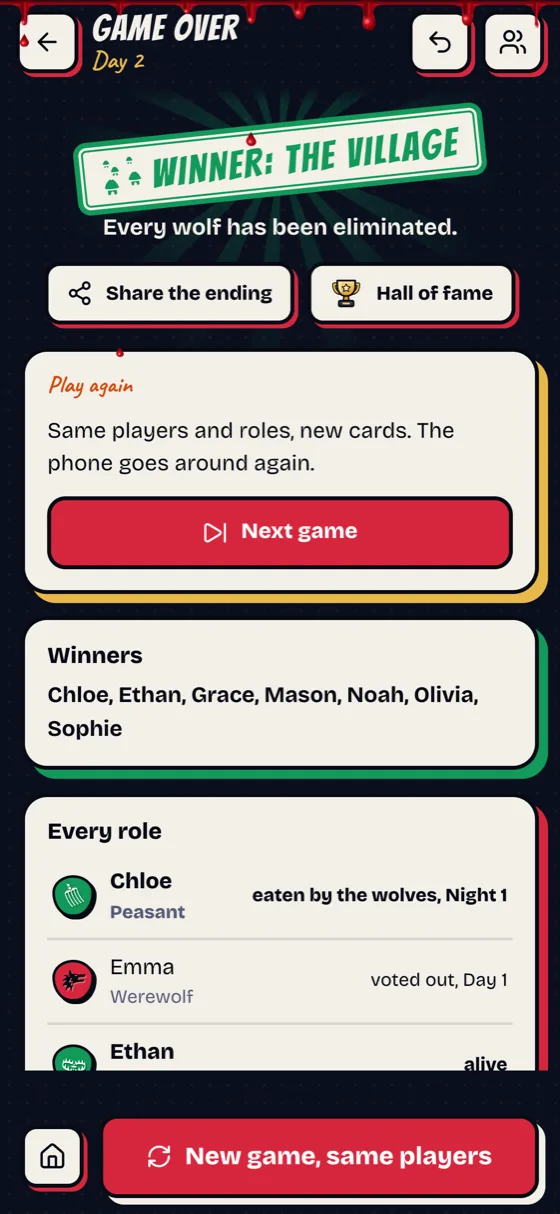 GAME OVER
Day 2
WINNER: THE VILLAGE
Every wolf has been eliminated.
Share the ending
Hall of fame
Play again
Same players and roles, new cards. The
phone goes around again.
Next game
Winners
Chloe, Ethan, Grace, Mason, Noah, Olivia,
Sophie
Every role
Chloe
Peasant
eaten by the wolves, Night 1
Emma
Werewolf
voted out, Day 1
Ethan
alive
New game, same players